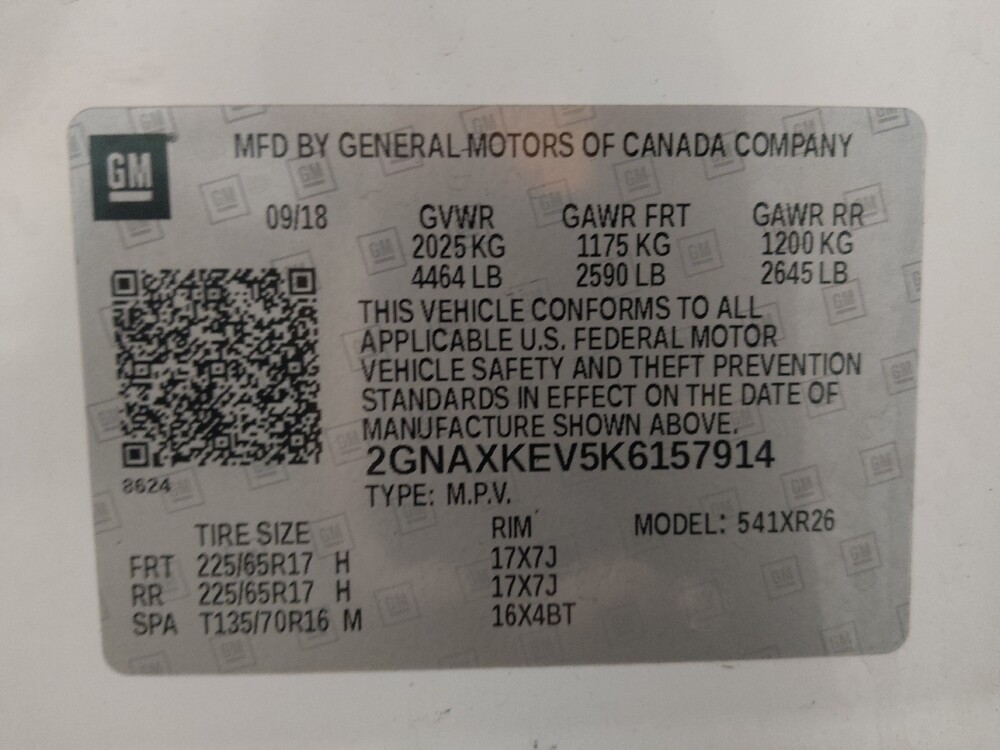 GM
MFD BY GENERAL MOTORS OF CANADA COMPANY
09/18 GVWR GAWR FRT GAWR RR
2025 KG 1175 KG 1200 KG
4464 LB 2590 LB 2645 LB
THIS VEHICLE CONFORMS TO ALL
APPLICABLE U.S. FEDERAL MOTOR
VEHICLE SAFETY AND THEFT PREVENTION
STANDARDS IN EFFECT ON THE DATE OF
MANUFACTURE SHOWN ABOVE.
2GNAXKEV5K6157914
8624
TYPE: M.P.V.
TIRE SIZE RIM MODEL: 541XR26
FRT 225/65R17 H 17X7J
RR 225/65R17 H 17X7J
SPA T135/70R16 M 16X4BT